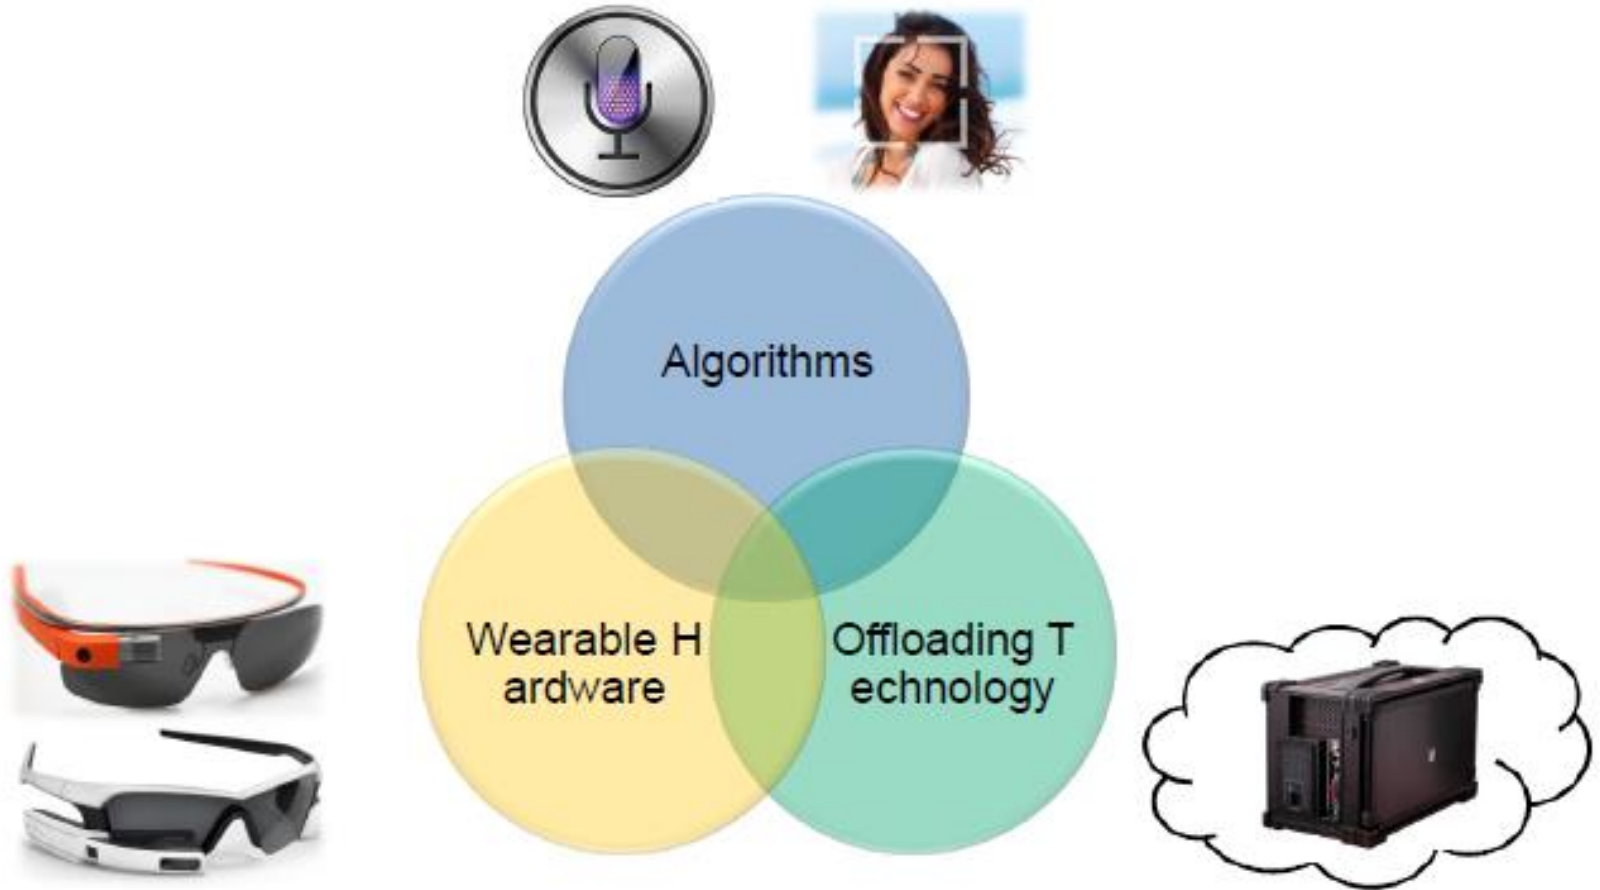 Algorithms
Wearable H
ardware
Offloading T
echnology